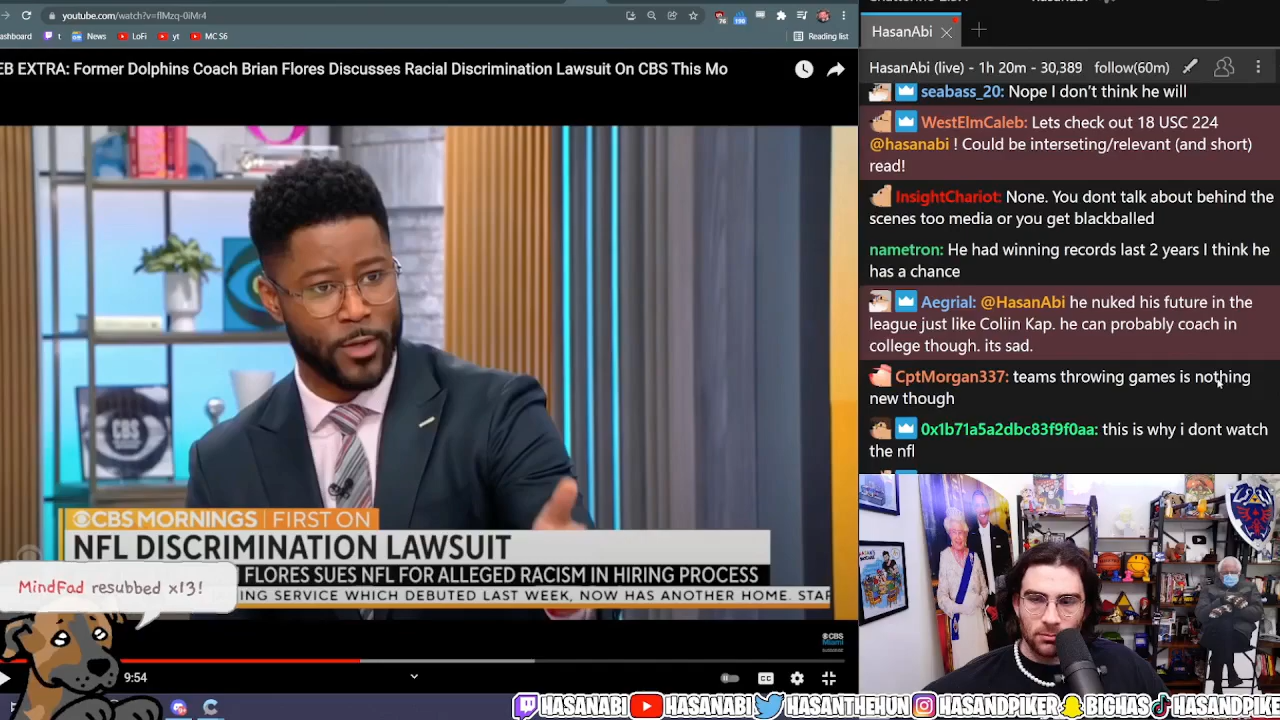 youtube.com/watch?v=flMzq-0iMr4
76
190
ashboard
t
News
LoFi
yt
MC S6
Reading list
EB EXTRA: Former Dolphins Coach Brian Flores Discusses Racial Discrimination Lawsuit On CBS This Mo
CBS
MORNINGS
CBS MORNINGS | FIRST ON
NFL DISCRIMINATION LAWSUIT
FLORES SUES NFL FOR ALLEGED RACISM IN HIRING PROCESS
ING SERVICE WHICH DEBUTED LAST WEEK, NOW HAS ANOTHER HOME. STAR
MindFad resubbed x13!
CBS
Miami
9:54
CC
HasanAbi
HasanAbi (live) - 1h 20m - 30,389
follow(60m)
seabass_20: Nope I don't think he will
WestElmCaleb: Lets check out 18 USC 224
@hasanabi ! Could be interseting/relevant (and short)
read!
InsightChariot: None. You dont talk about behind the
scenes too media or you get blackballed
nametron: He had winning records last 2 years I think he
has a chance
Aegrial: @HasanAbi he nuked his future in the
league just like Coliin Kap. he can probably coach in
college though. its sad.
CptMorgan337: teams throwing games is nothing
new though
0x1b71a5a2dbc83f9f0aa: this is why i dont watch
the nfl
HASANABI
HASANABI
HASANTHEHUN
HASANDPIKER
BIGHAS
HASANDPIKE